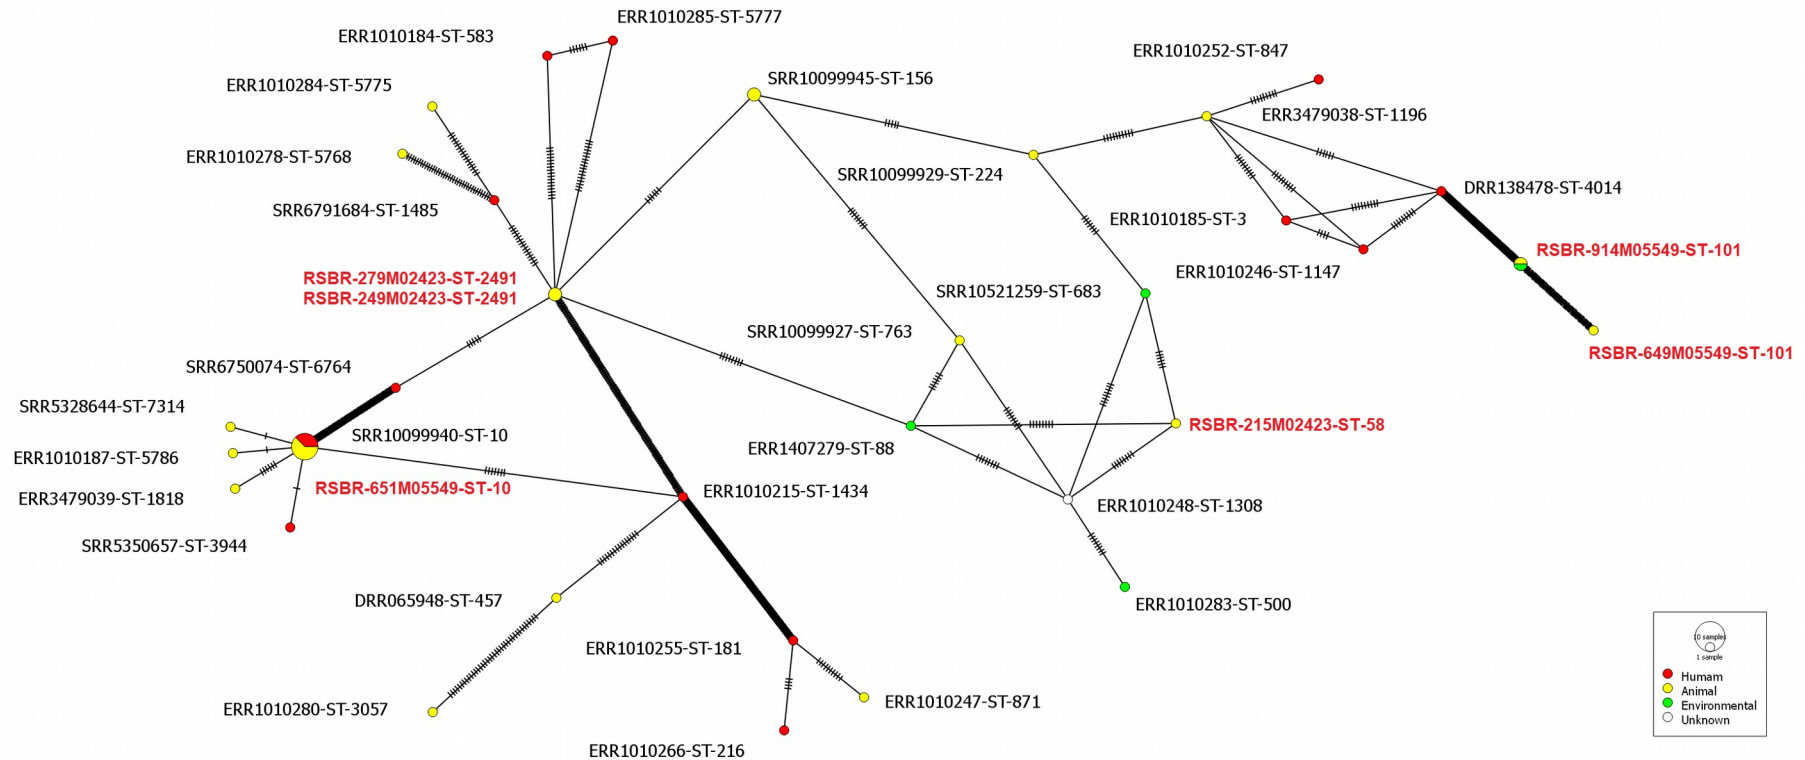 ERR1010285-ST-5777
ERR1010184-ST-583
ERR1010252-ST-847
SRR10099945-ST-156
ERR1010284-ST-5775
ERR3479038-ST-1196
ERR1010278-ST-5768
SRR10099929-ST-224
DRR138478-ST-4014
SRR6791684-ST-1485
ERR1010185-ST-3
RSBR-914M05549-ST-101
ERR1010246-ST-1147
RSBR-279M02423-ST-2491
RSBR-249M02423-ST-2491
SRR10521259-ST-683
SRR10099927-ST-763
RSBR-649M05549-ST-101
SRR6750074-ST-6764
SRR5328644-ST-7314
RSBR-215M02423-ST-58
SRR10099940-ST-10
ERR1407279-ST-88
ERR1010187-ST-5786
RSBR-651M05549-ST-10
ERR1010215-ST-1434
ERR3479039-ST-1818
ERR1010248-ST-1308
SRR5350657-ST-3944
DRR065948-ST-457
ERR1010283-ST-500
ERR1010255-ST-181
ERR1010280-ST-3057
ERR1010247-ST-871
ERR1010266-ST-216
10 samples
1 sample
Humam
Animal
Environmental
Unknown